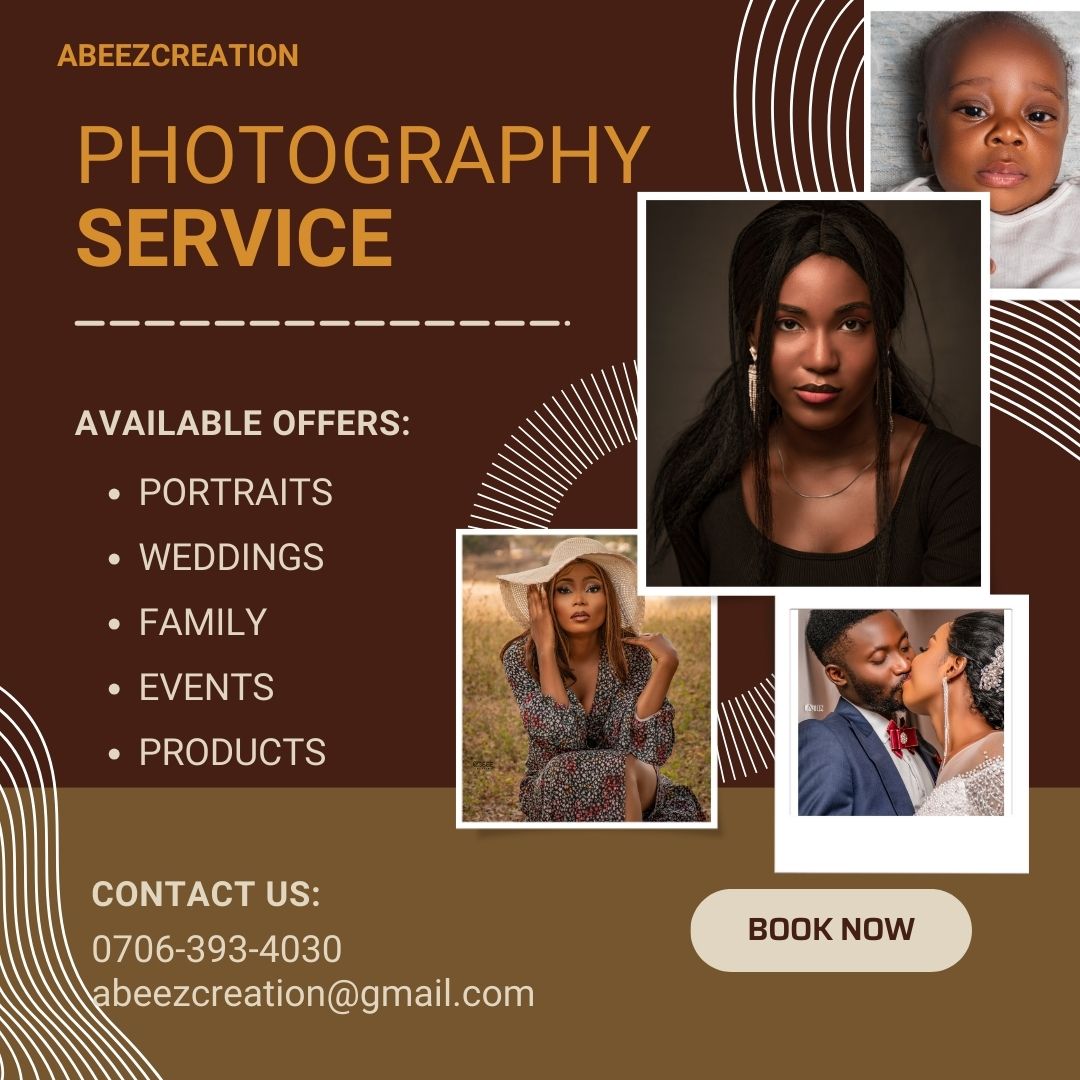 ABEEZCREATION
PHOTOGRAPHY
SERVICE
AVAILABLE OFFERS:
• PORTRAITS
• WEDDINGS
• FAMILY
• EVENTS
• PRODUCTS
CONTACT US:
0706-393-4030
abeezcreation@gmail.com
BOOK NOW